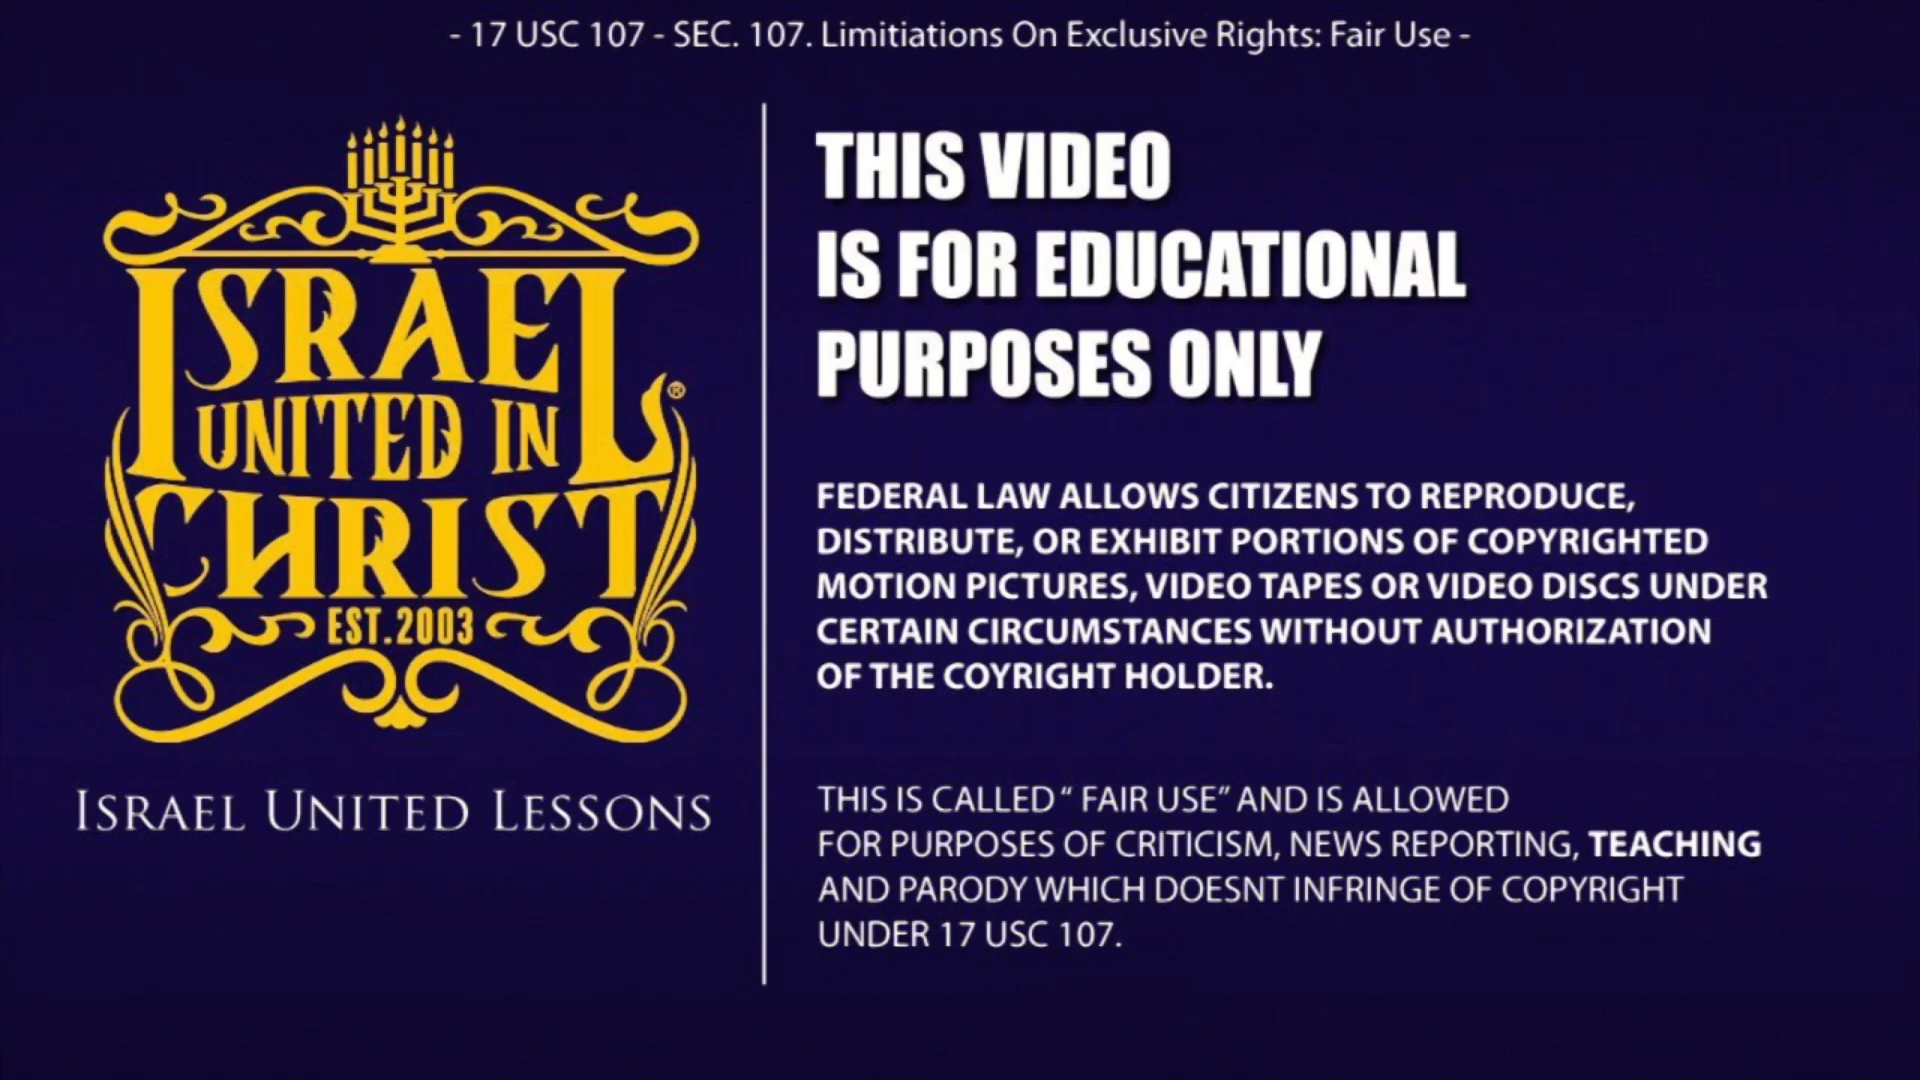 - 17 USC 107 - SEC. 107. Limitiations On Exclusive Rights: Fair Use -
ISRAEL
UNITED IN
CHRIST
®
EST.2003
ISRAEL UNITED LESSONS
THIS VIDEO
IS FOR EDUCATIONAL
PURPOSES ONLY
FEDERAL LAW ALLOWS CITIZENS TO REPRODUCE,
DISTRIBUTE, OR EXHIBIT PORTIONS OF COPYRIGHTED
MOTION PICTURES, VIDEO TAPES OR VIDEO DISCS UNDER
CERTAIN CIRCUMSTANCES WITHOUT AUTHORIZATION
OF THE COYRIGHT HOLDER.
THIS IS CALLED “ FAIR USE” AND IS ALLOWED
FOR PURPOSES OF CRITICISM, NEWS REPORTING, TEACHING
AND PARODY WHICH DOESNT INFRINGE OF COPYRIGHT
UNDER 17 USC 107.